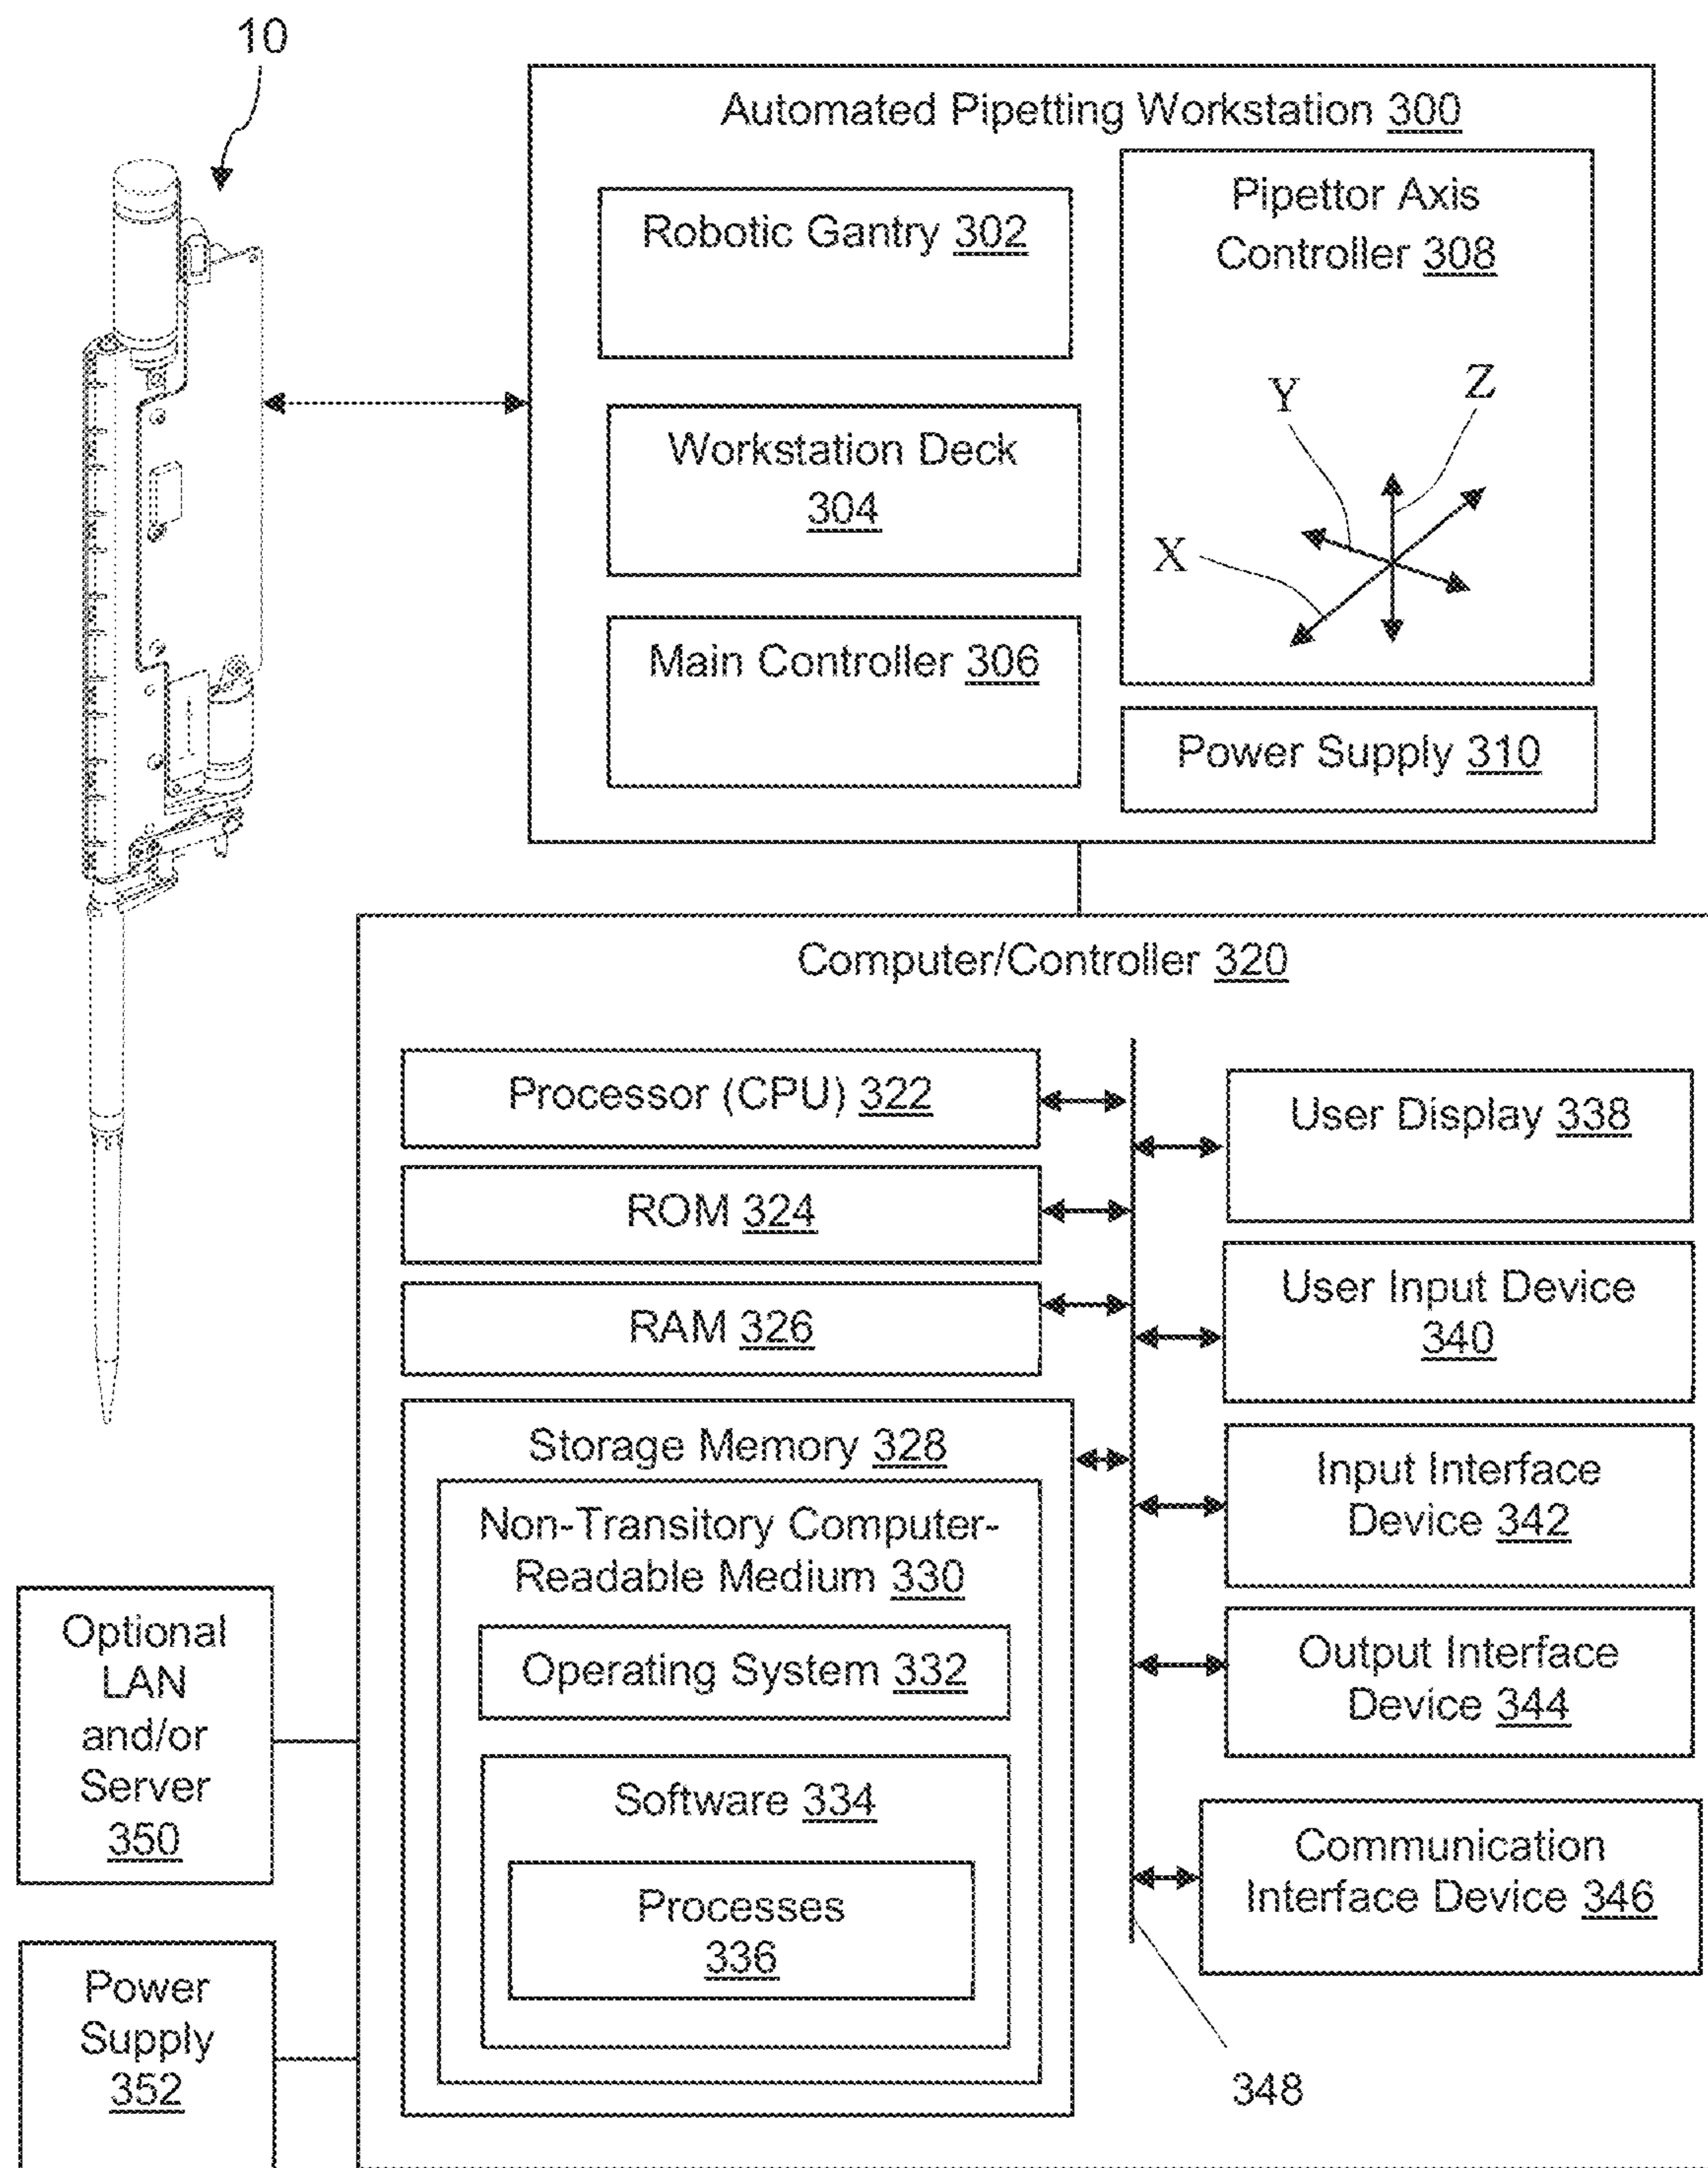 10
Automated Pipetting Workstation 300
Robotic Gantry 302
Workstation Deck
304
Main Controller 306
Pipettor Axis
Controller 308
Y
Z
X
Power Supply 310
Computer/Controller 320
Processor (CPU) 322
ROM 324
RAM 326
Storage Memory 328
Non-Transitory Computer-
Readable Medium 330
Operating System 332
Software 334
Processes
336
User Display 338
User Input Device
340
Input Interface
Device 342
Output Interface
Device 344
Communication
Interface Device 346
348
Optional
LAN
and/or
Server
350
Power
Supply
352